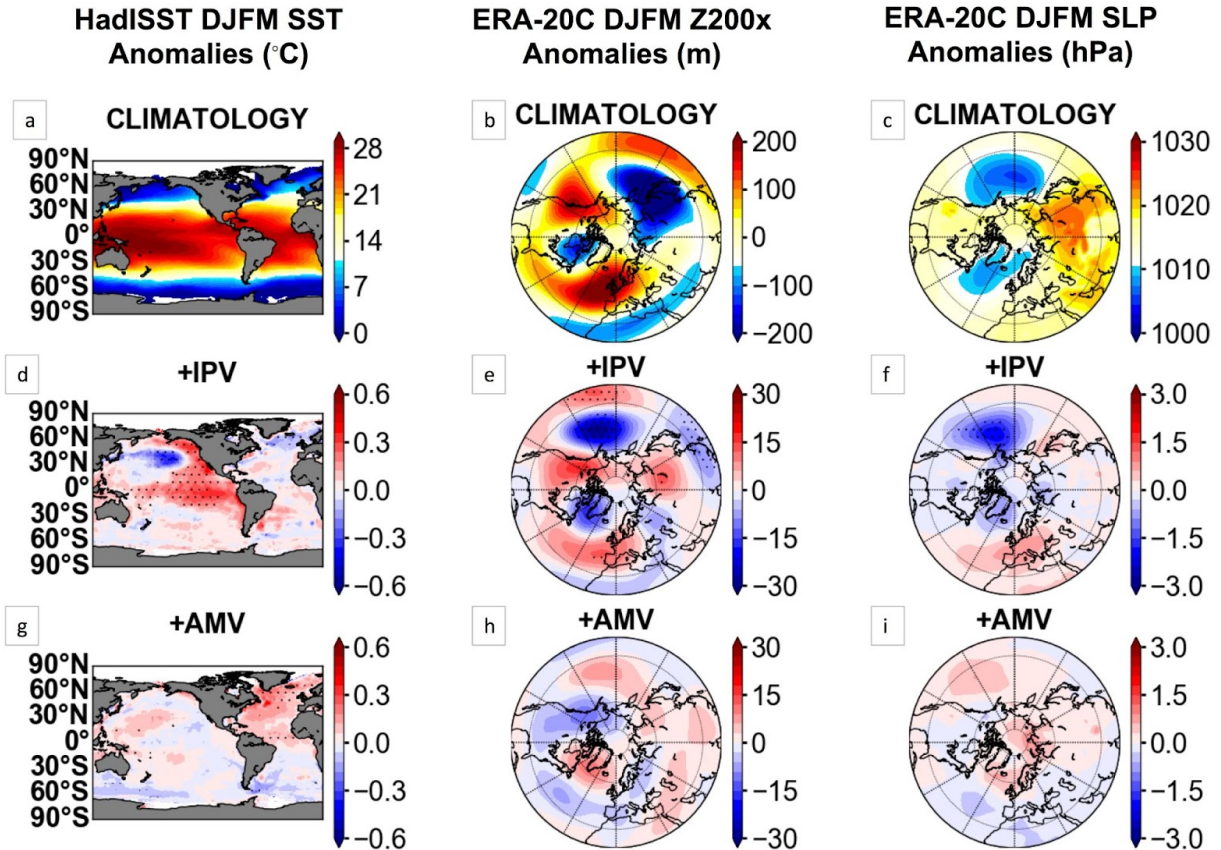 HadISST DJFM SST
Anomalies (°C)
ERA-20C DJFM Z200x
Anomalies (m)
ERA-20C DJFM SLP
Anomalies (hPa)
a
CLIMATOLOGY
90°N
60°N
30°N
0°
30°S
60°S
90°S
28
21
14
7
0
b
CLIMATOLOGY
200
100
0
−100
−200
c
CLIMATOLOGY
1030
1020
1010
1000
d
+IPV
90°N
60°N
30°N
0°
30°S
60°S
90°S
0.6
0.3
0.0
−0.3
−0.6
e
+IPV
30
15
0
−15
−30
f
+IPV
3.0
1.5
0.0
−1.5
−3.0
g
+AMV
90°N
60°N
30°N
0°
30°S
60°S
90°S
0.6
0.3
0.0
−0.3
−0.6
h
+AMV
30
15
0
−15
−30
i
+AMV
3.0
1.5
0.0
−1.5
−3.0